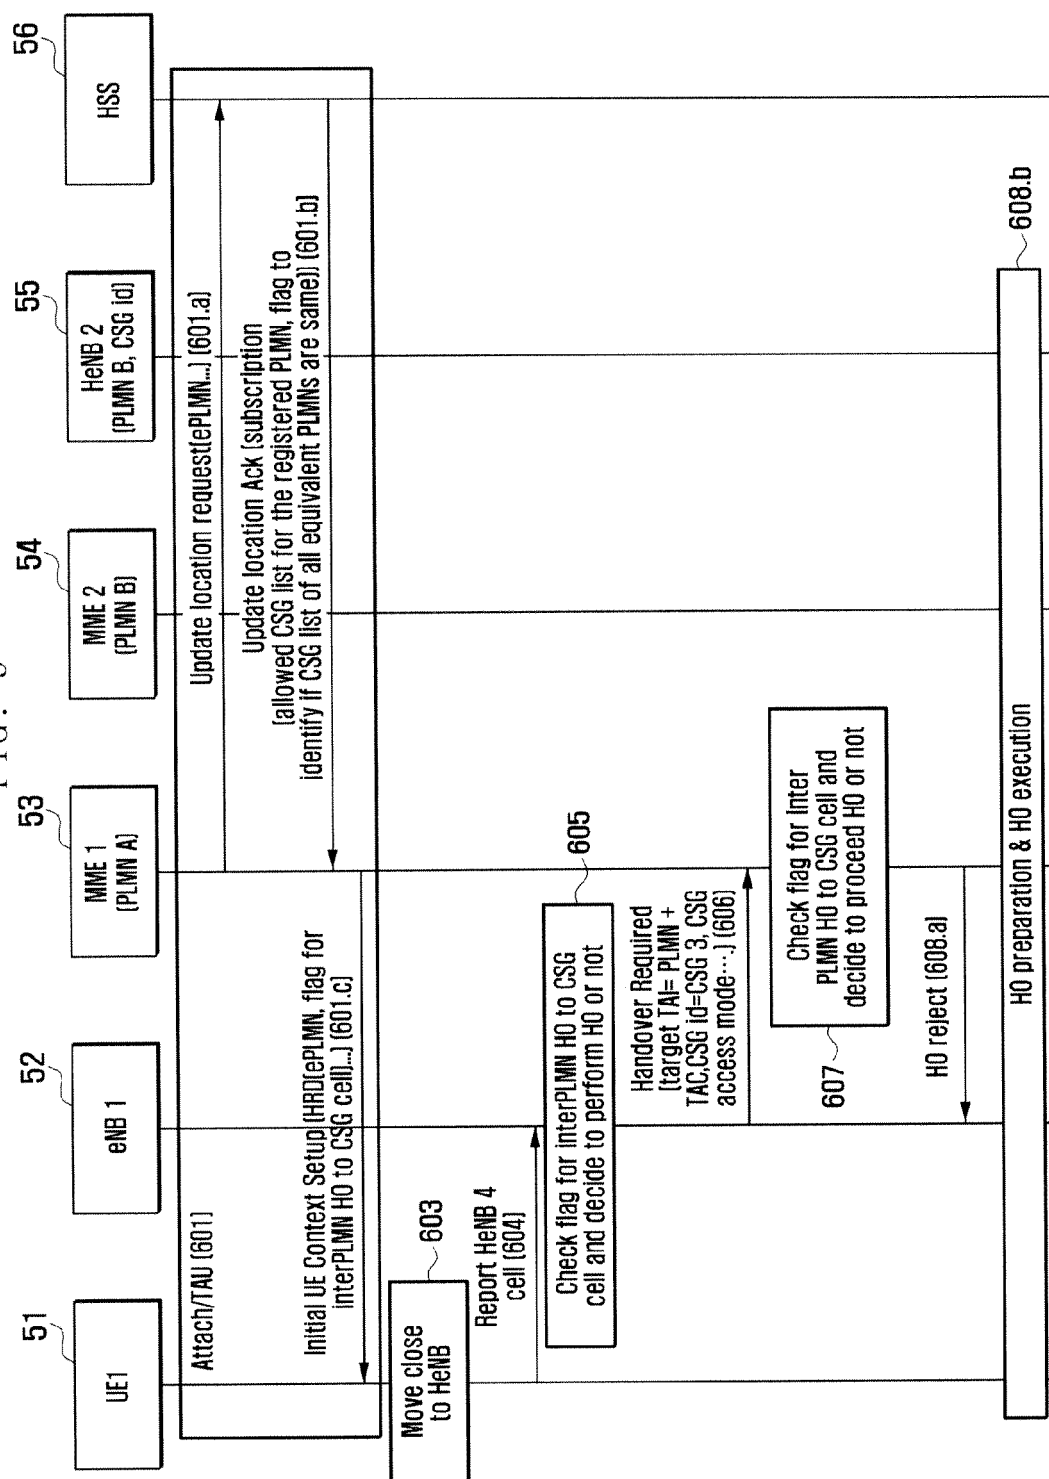 FIG.
51
UE1
52
eNB 1
53
MME 1
(PLMN A)
54
MME 2
(PLMN B)
55
HeNB 2
(PLMN B, CSG id)
56
HSS
Attach/TAU (601)
Update location request(ePLMN...) (601.a)
Update location Ack (subscription
(allowed CSG list for the registered PLMN, flag to
identify if CSG list of all equivalent PLMNs are same)) (601.b)
Initial UE Context Setup (HRD(ePLMN, flag for
interPLMN HO to CSG cell)...) (601.c)
Move close
to HeNB
603
Report HeNB 4
cell (604)
Check flag for interPLMN HO to CSG
cell and decide to perform HO or not
605
Handover Required
(target TAI= PLMN +
TAC,CSG id=CSG 3, CSG
access mode···.) (606)
Check flag for Inter
PLMN HO to CSG cell and
decide to proceed HO or not
607
HO reject (608.a)
HO preparation & HO execution
608.b